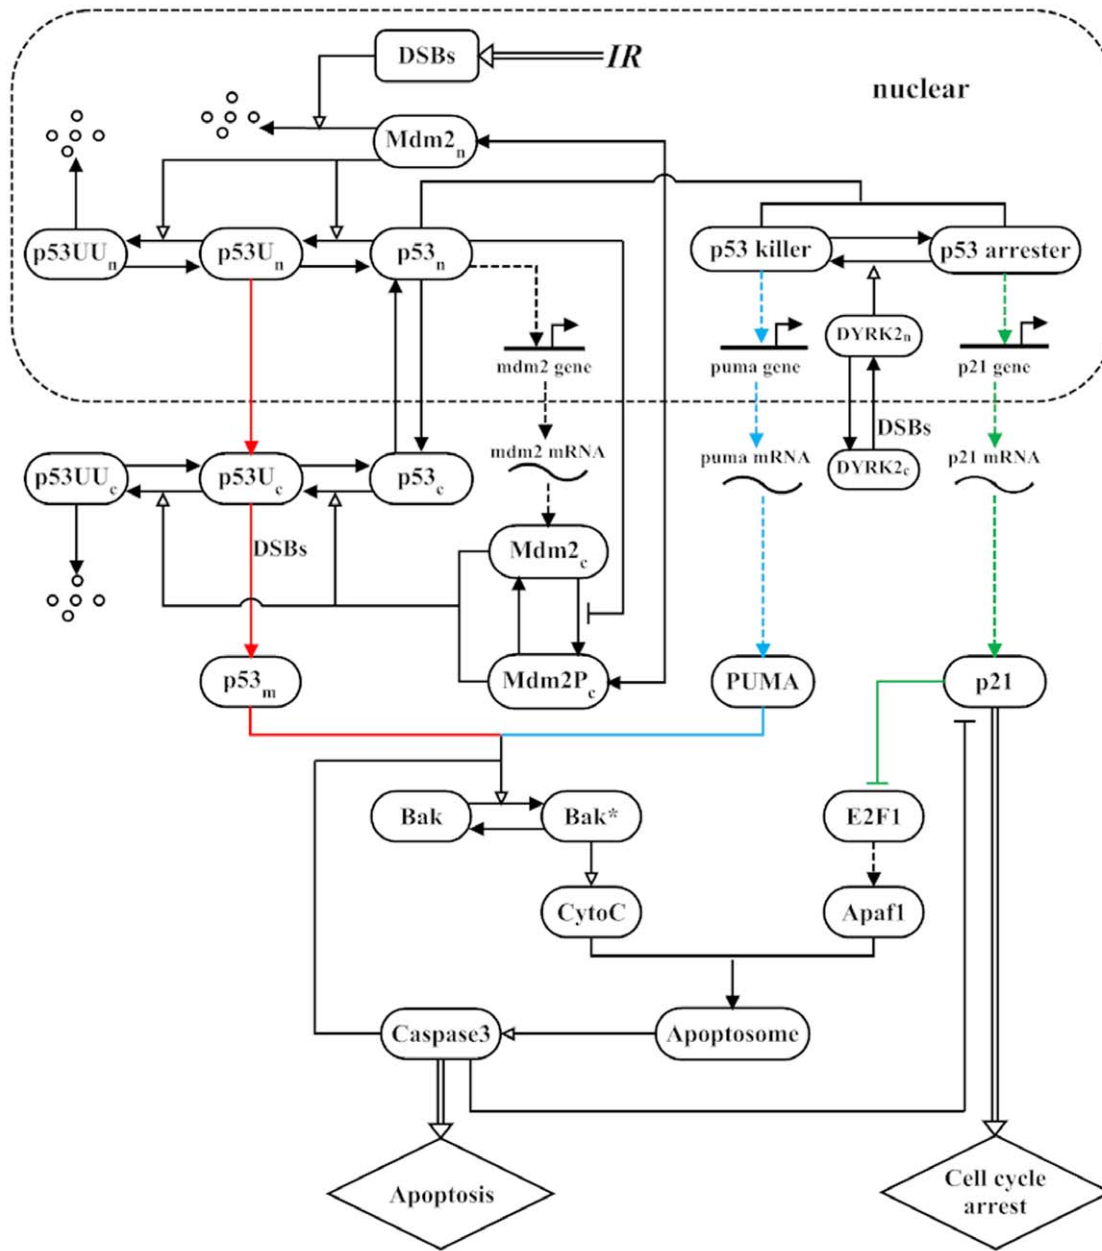 DSBs
IR
nuclear
Mdm2n
p53UUn
p53Un
p53n
p53 killer
p53 arrester
DYRK2n
mdm2 gene
puma gene
p21 gene
DSBs
p53UUc
p53Uc
p53c
mdm2 mRNA
puma mRNA
DYRK2c
p21 mRNA
DSBs
Mdm2c
p53m
Mdm2Pc
PUMA
p21
Bak
Bak*
E2F1
CytoC
Apaf1
Caspase3
Apoptosome
Apoptosis
Cell cycle
arrest